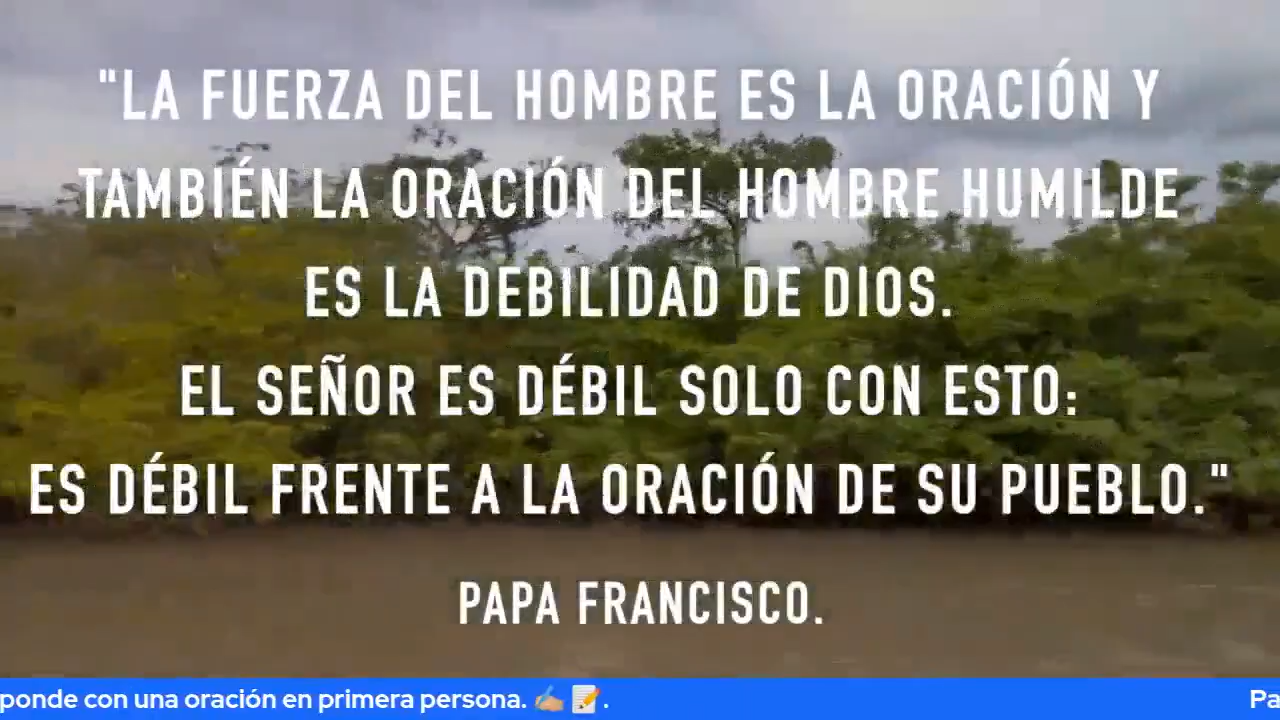 "LA FUERZA DEL HOMBRE ES LA ORACIÓN Y
TAMBIÉN LA ORACIÓN DEL HOMBRE HUMILDE
ES LA DEBILIDAD DE DIOS.
EL SEÑOR ES DÉBIL SOLO CON ESTO:
ES DÉBIL FRENTE A LA ORACIÓN DE SU PUEBLO."
PAPA FRANCISCO.
ponde con una oración en primera persona. ✍🏼 📝 . Pa